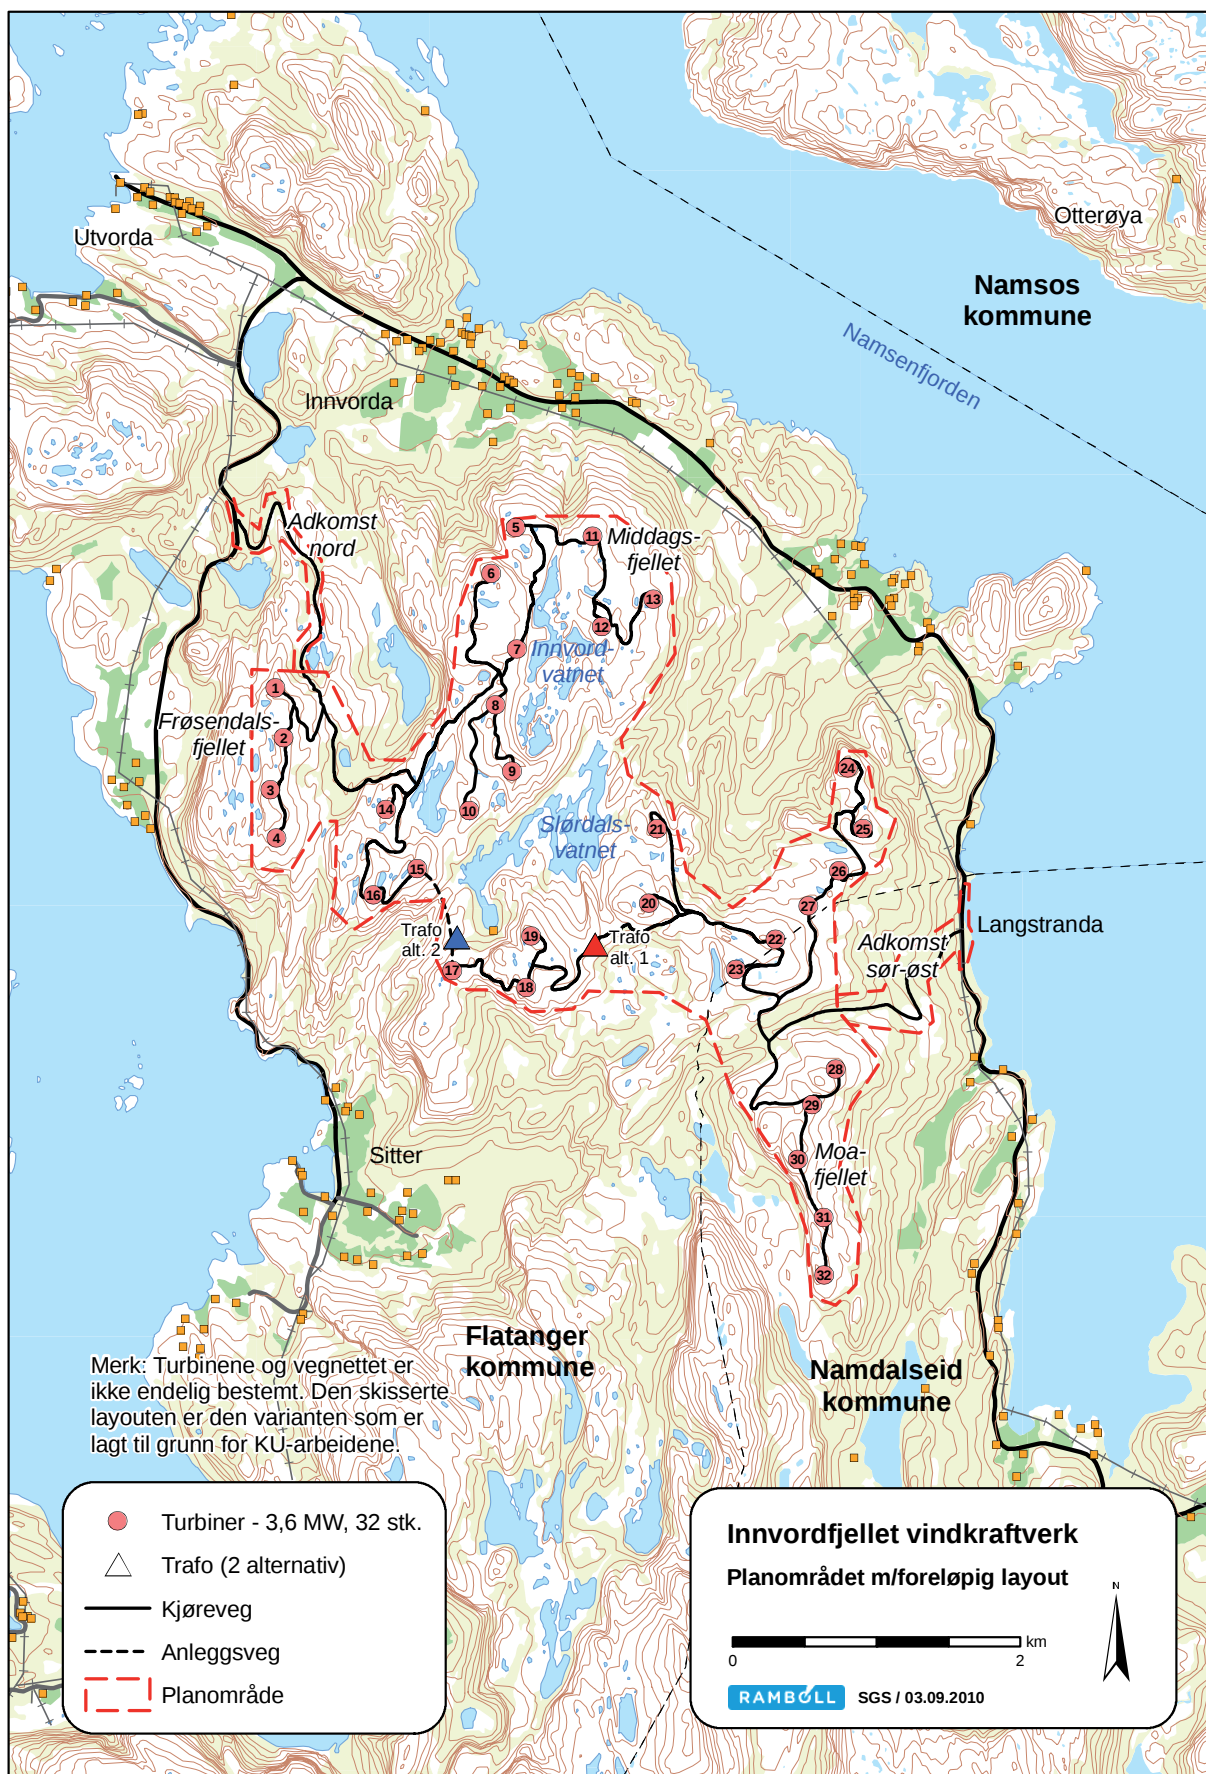 Otterøya
Utvorda
Namsos
kommune
Namsenfjorden
Innvorda
Adkomst
nord
5
11
Middags-
fjellet
6
13
12
7
Innvord-
vatnet
1
8
Frøsendals-
fjellet
2
9
24
3
14
10
4
Slørdals-
vatnet
21
25
15
26
16
20
27
Trafo
alt. 2
19
Trafo
alt. 1
22
Adkomst
sør-øst
Langstranda
17
23
18
28
29
Sitter
30
Moa-
fjellet
31
32
Flatanger
kommune
Namdalseid
kommune
Merk: Turbinene og vegnettet er
ikke endelig bestemt. Den skisserte
layouten er den varianten som er
lagt til grunn for KU-arbeidene.
Turbiner - 3,6 MW, 32 stk.
Trafo (2 alternativ)
Kjøreveg
Anleggsveg
Planområde
Innvordfjellet vindkraftverk
Planområdet m/foreløpig layout
N
km
0 2
RAMBOLL SGS / 03.09.2010